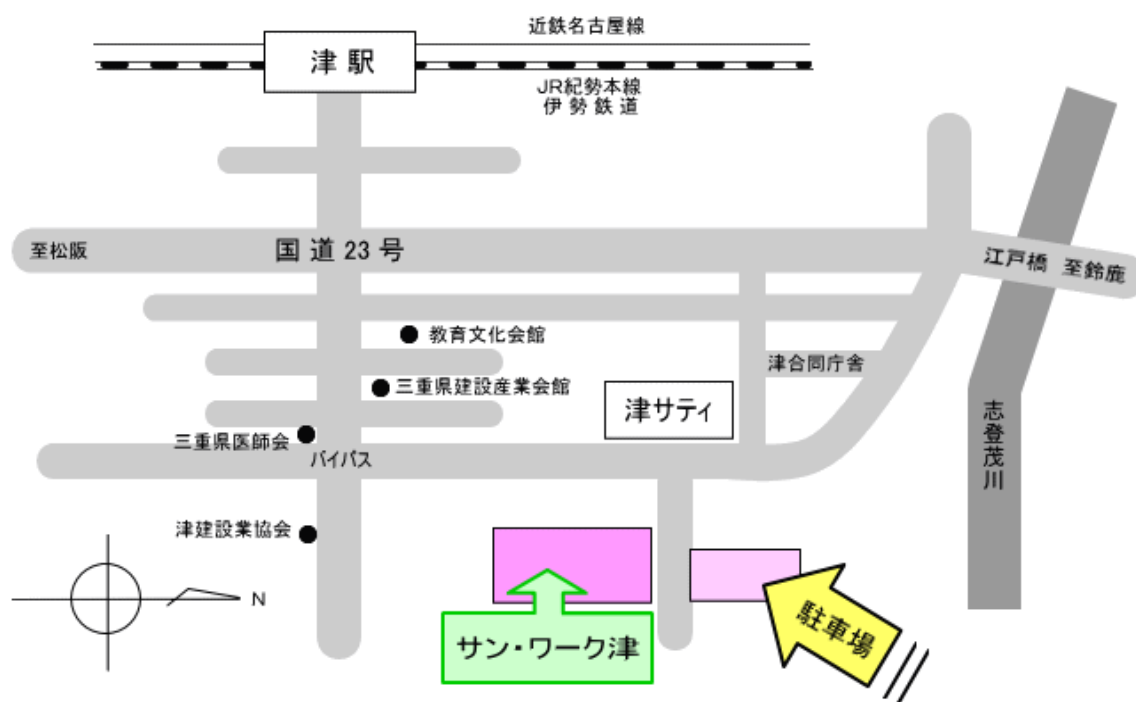 近鉄名古屋線
津駅
JR紀勢本線
伊勢鉄道
至松阪
国道23号
江戸橋 至鈴鹿
教育文化会館
津合同庁舎
三重県建設産業会館
津サティ
三重県医師会
バイパス
志登茂川
津建設業協会
N
サン・ワーク津
駐車場